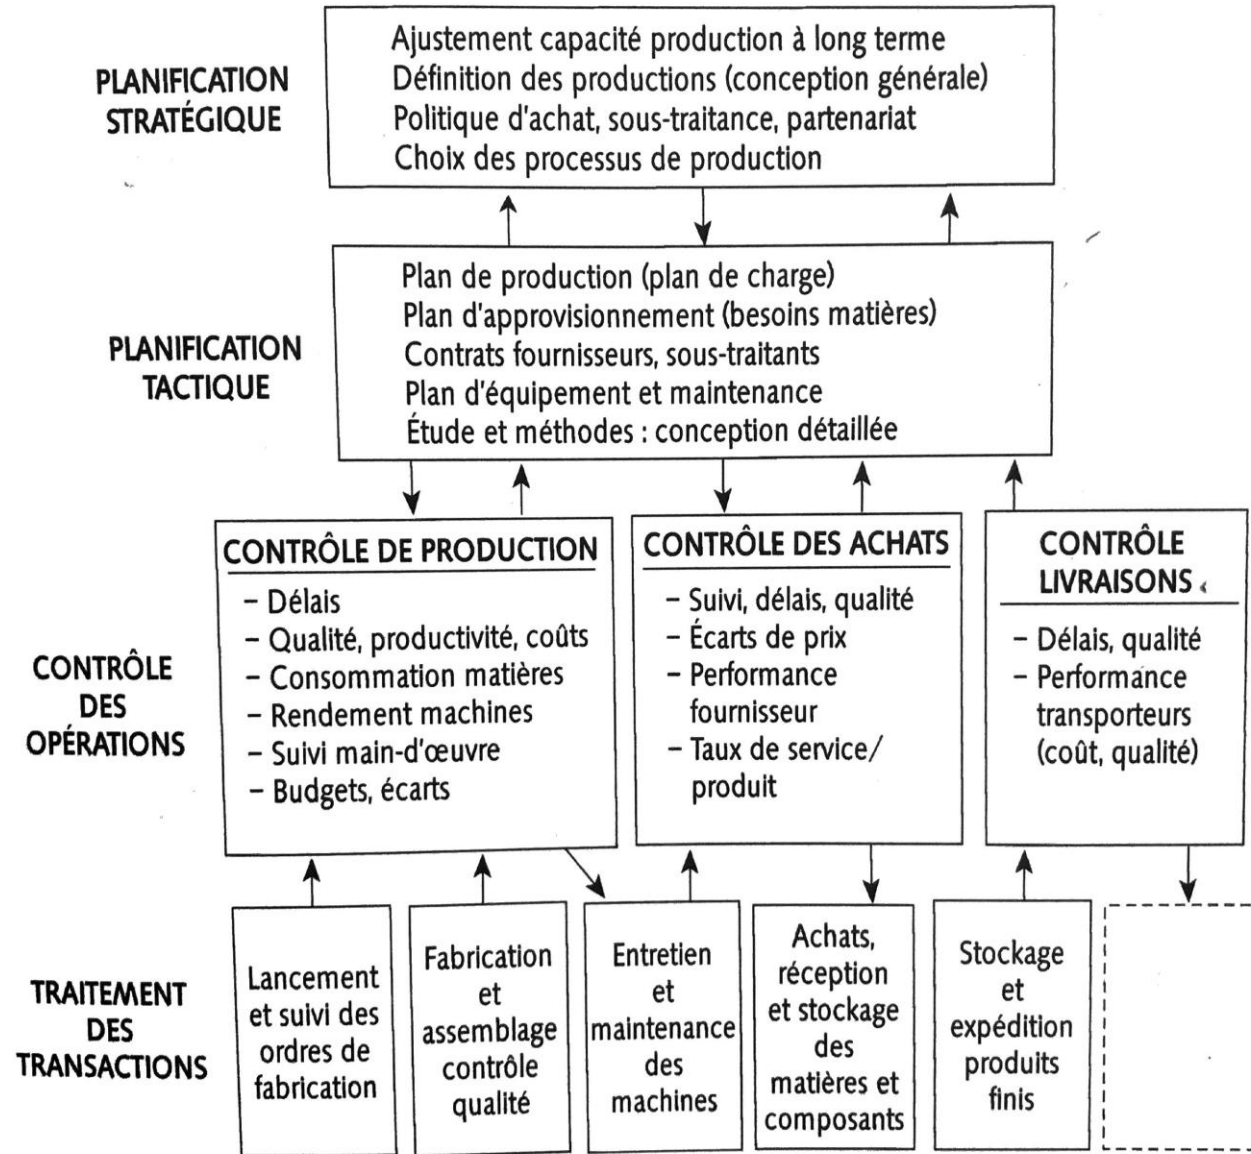 PLANIFICATION
STRATÉGIQUE
Ajustement capacité production à long terme
Définition des productions (conception générale)
Politique d'achat, sous-traitance, partenariat
Choix des processus de production
PLANIFICATION
TACTIQUE
Plan de production (plan de charge)
Plan d'approvisionnement (besoins matières)
Contrats fournisseurs, sous-traitants
Plan d'équipement et maintenance
Étude et méthodes : conception détaillée
CONTRÔLE
DES
OPÉRATIONS
CONTRÔLE DE PRODUCTION
– Délais
– Qualité, productivité, coûts
– Consommation matières
– Rendement machines
– Suivi main-d'œuvre
– Budgets, écarts
CONTRÔLE DES ACHATS
– Suivi, délais, qualité
– Écarts de prix
– Performance
fournisseur
– Taux de service/
produit
CONTRÔLE
LIVRAISONS
– Délais, qualité
– Performance
transporteurs
(coût, qualité)
TRAITEMENT
DES
TRANSACTIONS
Lancement
et suivi des
ordres de
fabrication
Fabrication
et
assemblage
contrôle
qualité
Entretien
et
maintenance
des
machines
Achats,
réception
et stockage
des
matières et
composants
Stockage
et
expédition
produits
finis